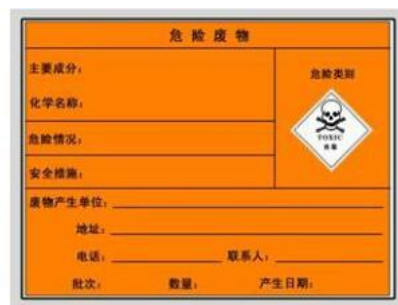 危险废物
主要成分：
危险类别
化学名称：
TOXIC
有毒
危险情况：
安全措施：
废物产生单位：
地址：
电话： 联系人：
批次： 数量： 产生日期：